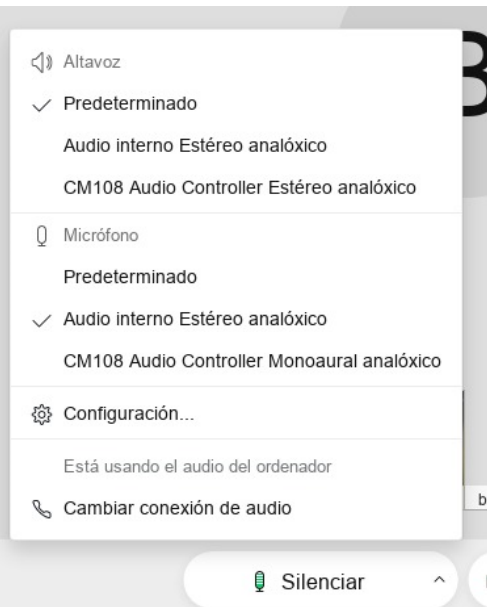 B
Altavoz
Predeterminado
Audio interno Estéreo analóxico
CM108 Audio Controller Estéreo analóxico
Micrófono
Predeterminado
Audio interno Estéreo analóxico
CM108 Audio Controller Monoaural analóxico
Configuración...
Está usando el audio del ordenador
b
Cambiar conexión de audio
Silenciar